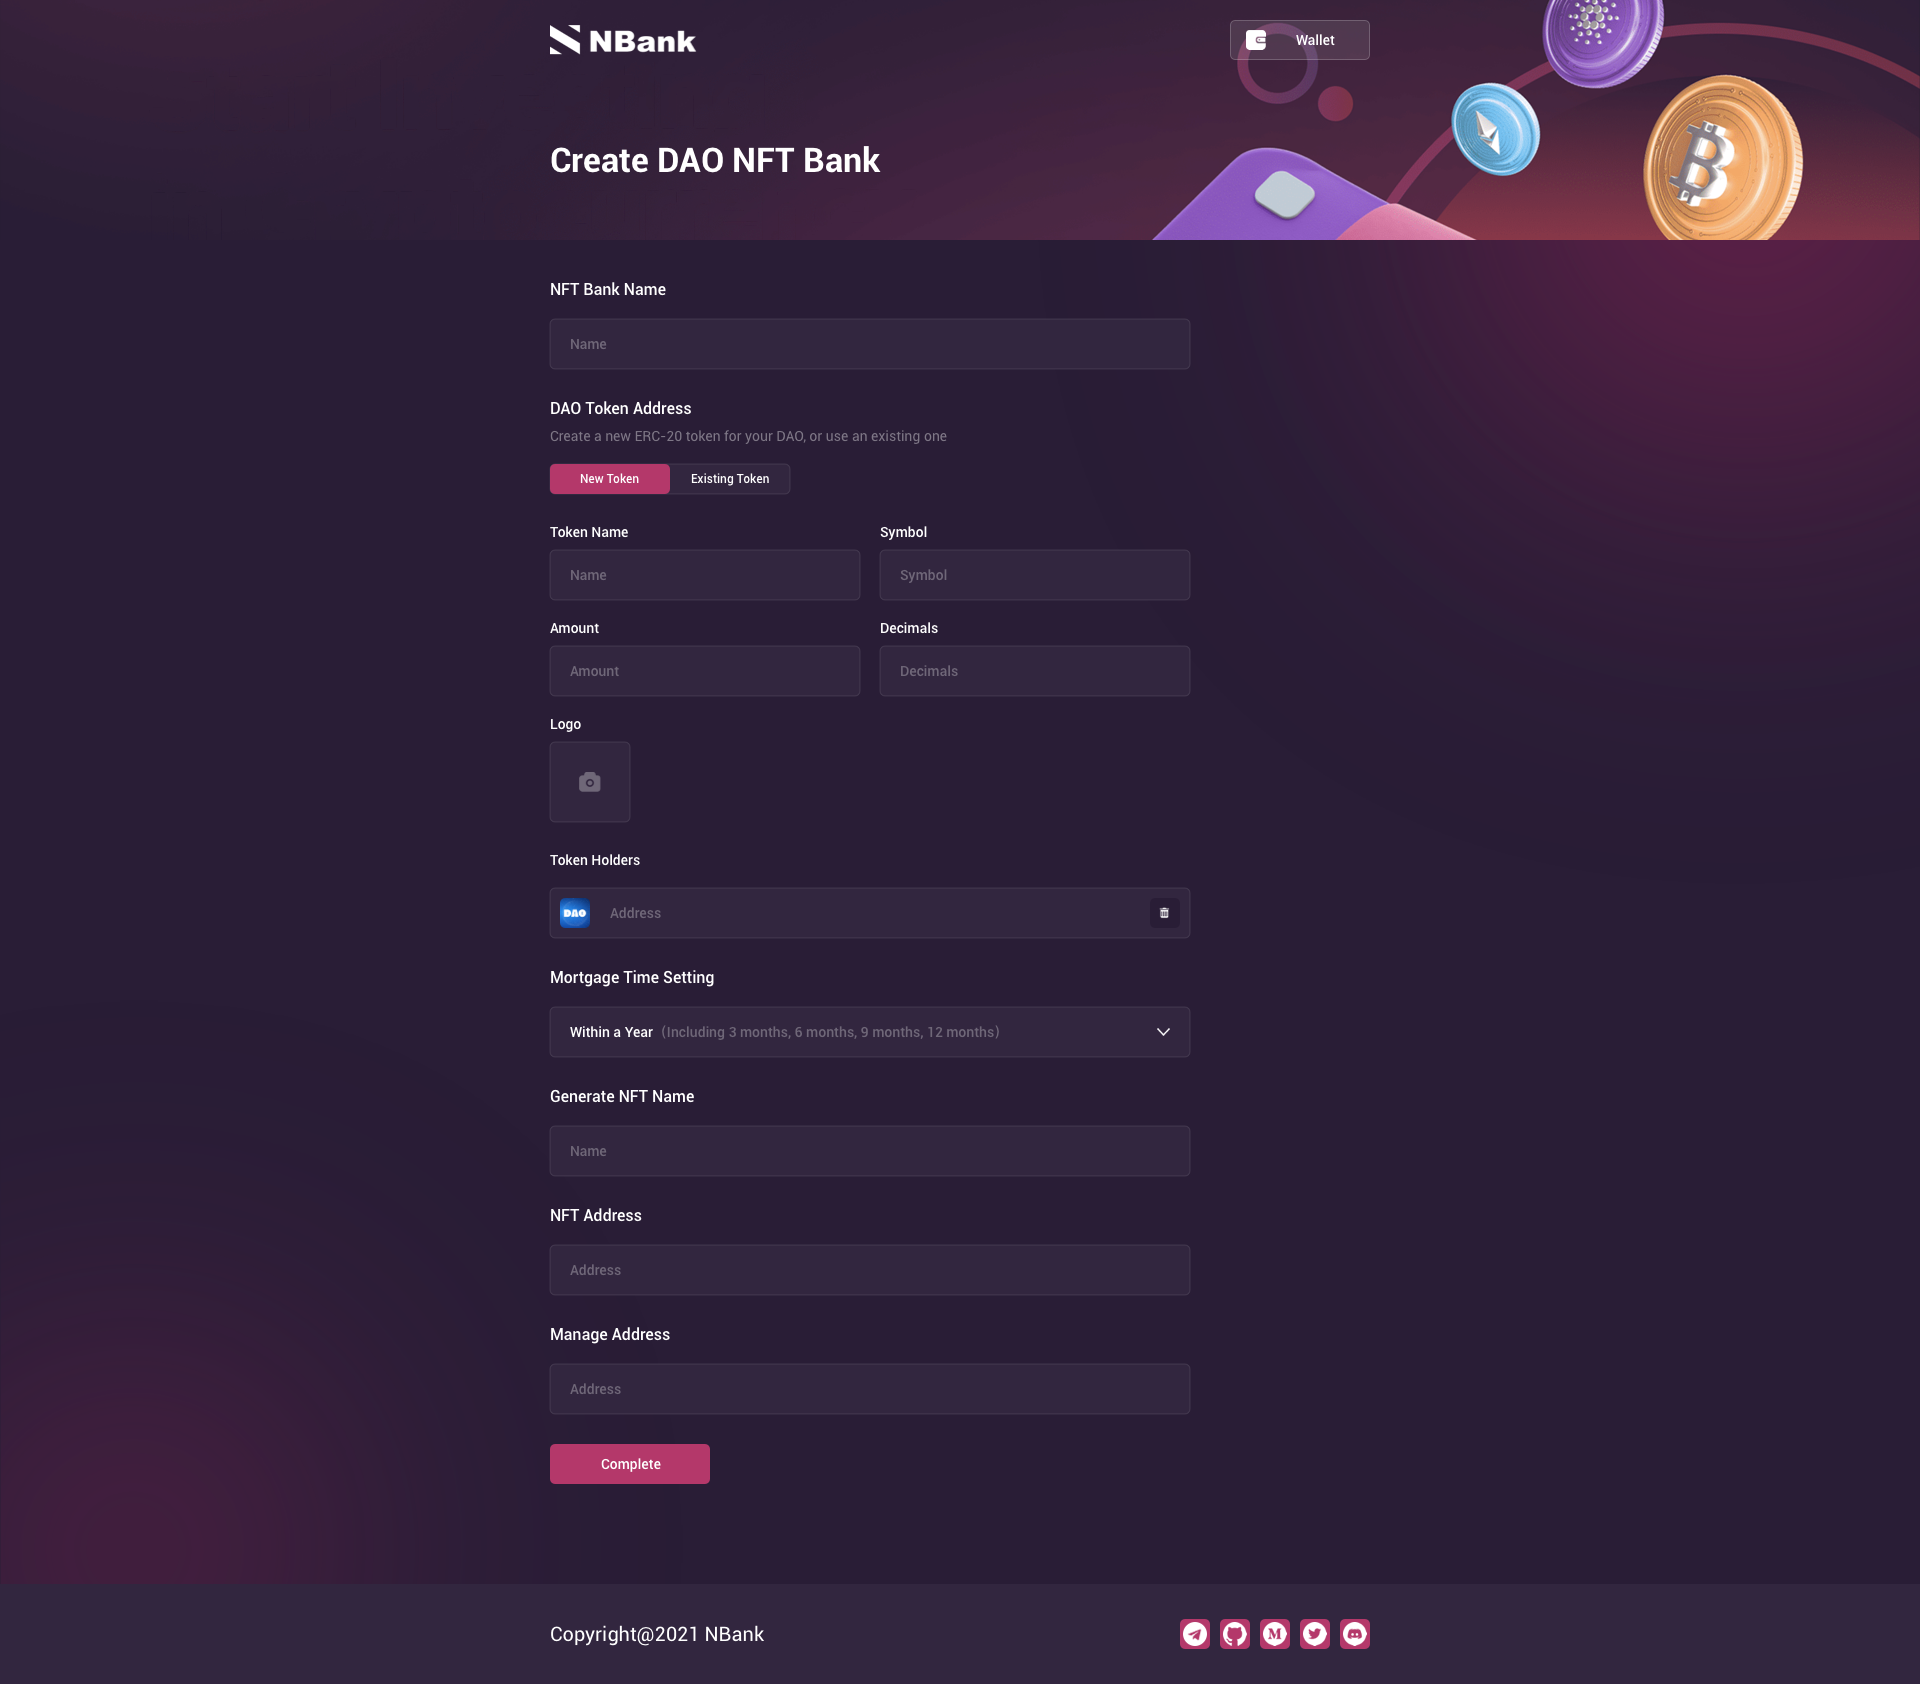 NBank
Wallet
Create DAO NFT Bank
NFT Bank Name
Name
DAO Token Address
Create a new ERC-20 token for your DAO, or use an existing one
New Token
Existing Token
Token Name
Symbol
Name
Symbol
Amount
Decimals
Amount
Decimals
Logo
Token Holders
DAO
Address
Mortgage Time Setting
Within a Year (Including 3 months, 6 months, 9 months, 12 months)
Generate NFT Name
Name
NFT Address
Address
Manage Address
Address
Complete
Copyright@2021 NBank